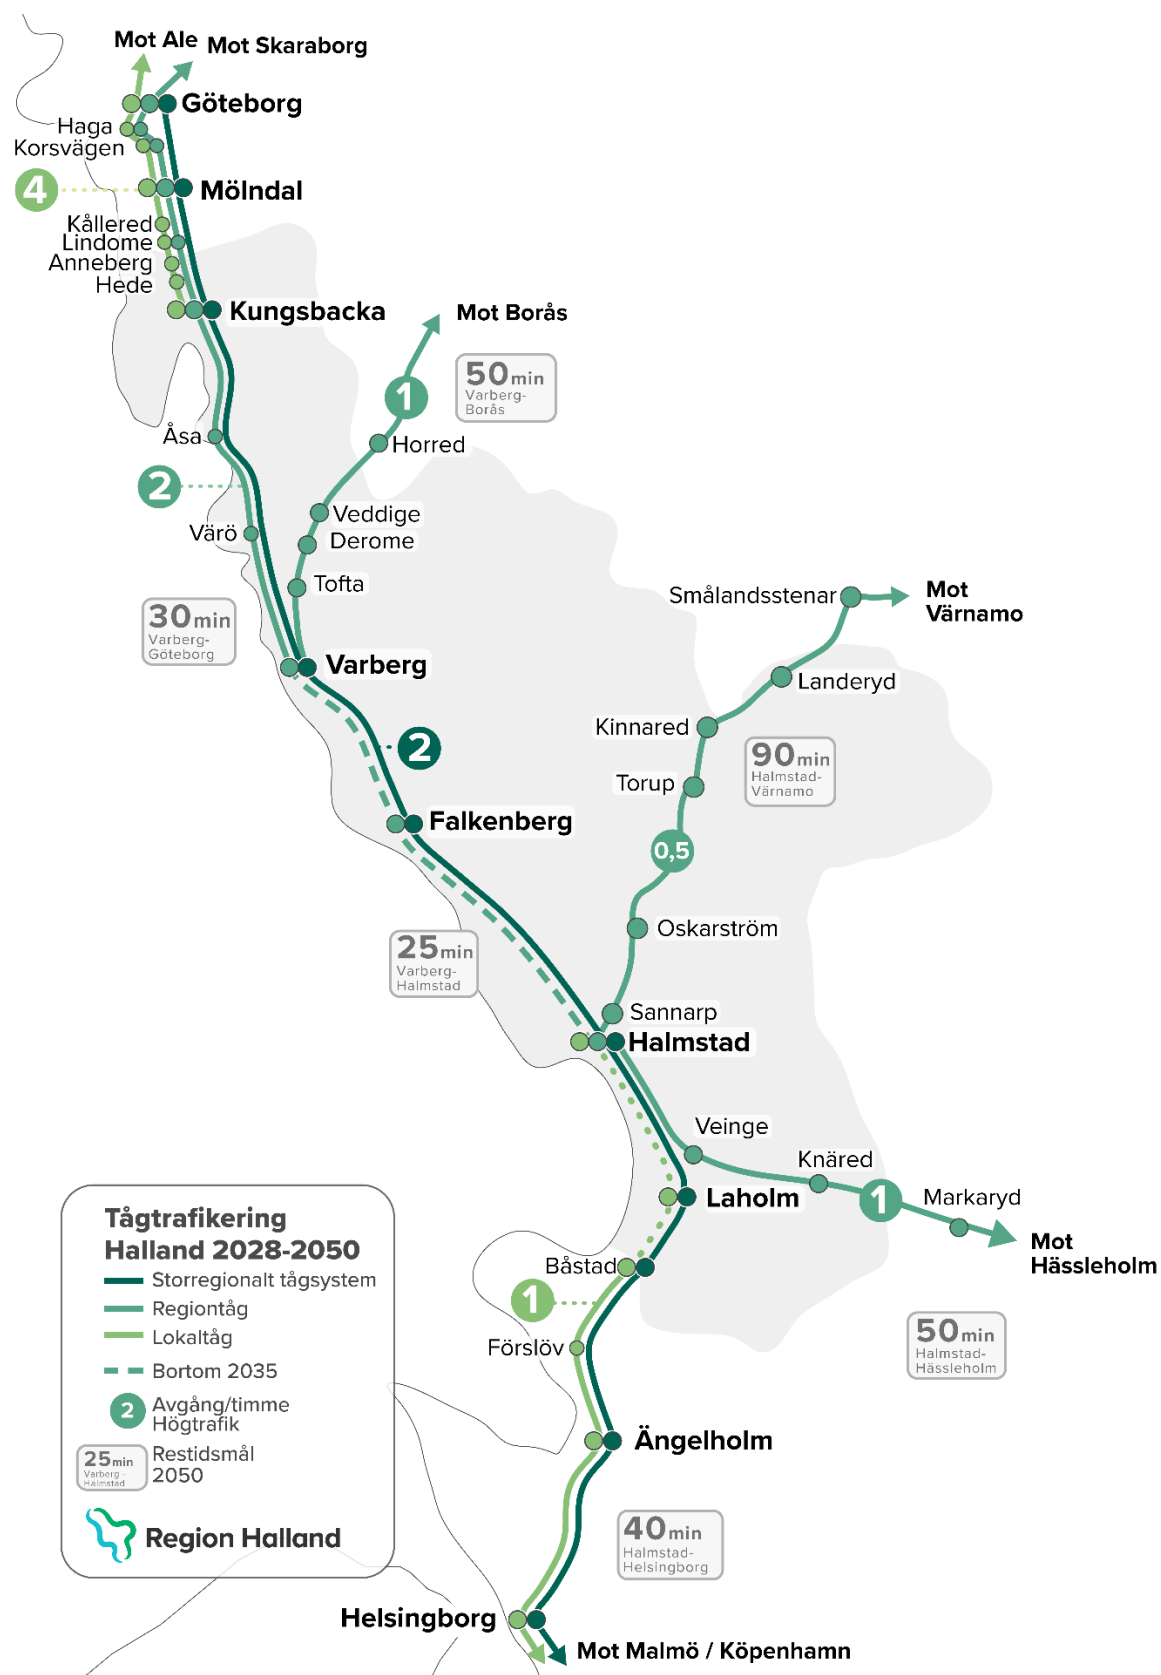 Mot Ale
Mot Skaraborg
Göteborg
Haga
Korsvägen
4
Mölndal
Kållered
Lindome
Anneberg
Hede
Kungsbacka
Mot Borås
50min
Varberg-
Borås
1
Åsa
Horred
2
Veddige
Värö
Derome
Tofta
Smålandsstenar
Mot
Värnamo
30min
Varberg-
Göteborg
Varberg
Landeryd
Kinnared
2
90min
Halmstad-
Värnamo
Torup
Falkenberg
0,5
Oskarström
25min
Varberg-
Halmstad
Sannarp
Halmstad
Veinge
Knäred
Laholm
1
Markaryd
Mot
Hässleholm
Båstad
1
50min
Halmstad-
Hässleholm
Förslöv
Ängelholm
40min
Halmstad-
Helsingborg
Helsingborg
Mot Malmö / Köpenhamn
Tågtrafikering
Halland 2028-2050
Storregionalt tågsystem
Regiontåg
Lokaltåg
Bortom 2035
2
Avgång/timme
Högtrafik
25min
Varberg -
Halmstad
Restidsmål
2050
Region Halland